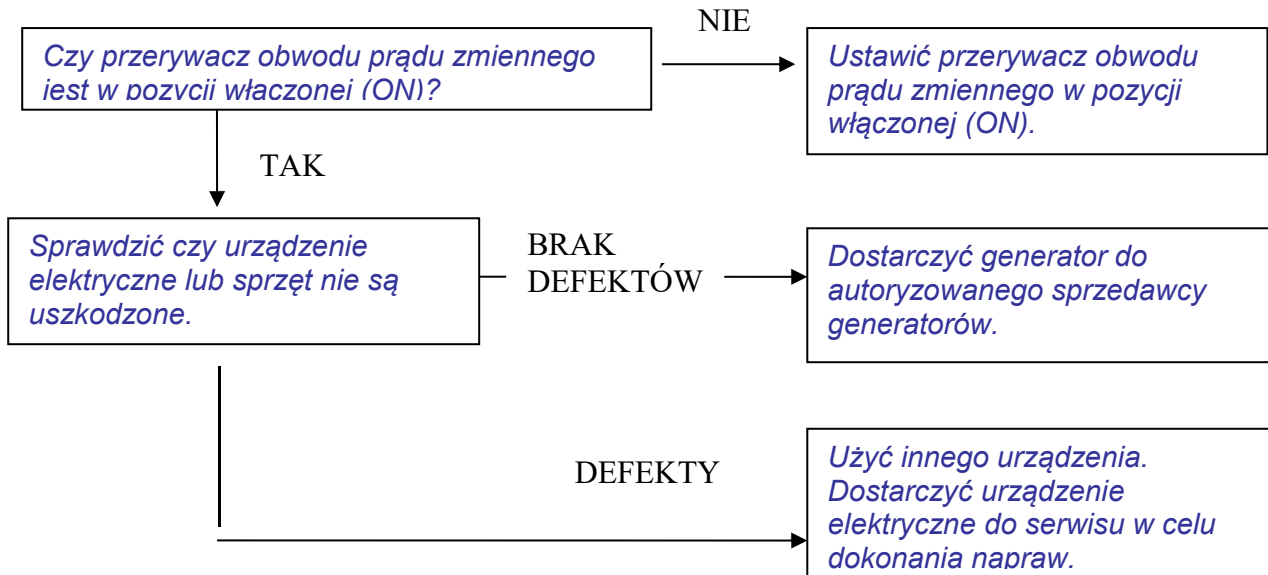 NIE
Czy przerywacz obwodu prądu zmiennego
jest w pozycji włączonej (ON)?
Ustawić przerywacz obwodu
prądu zmiennego w pozycji
włączonej (ON).
TAK
Sprawdzić czy urządzenie
elektryczne lub sprzęt nie są
uszkodzone.
BRAK
DEFEKTÓW
Dostarczyć generator do
autoryzowanego sprzedawcy
generatorów.
DEFEKTY
Użyć innego urządzenia.
Dostarczyć urządzenie
elektryczne do serwisu w celu
dokonania napraw.